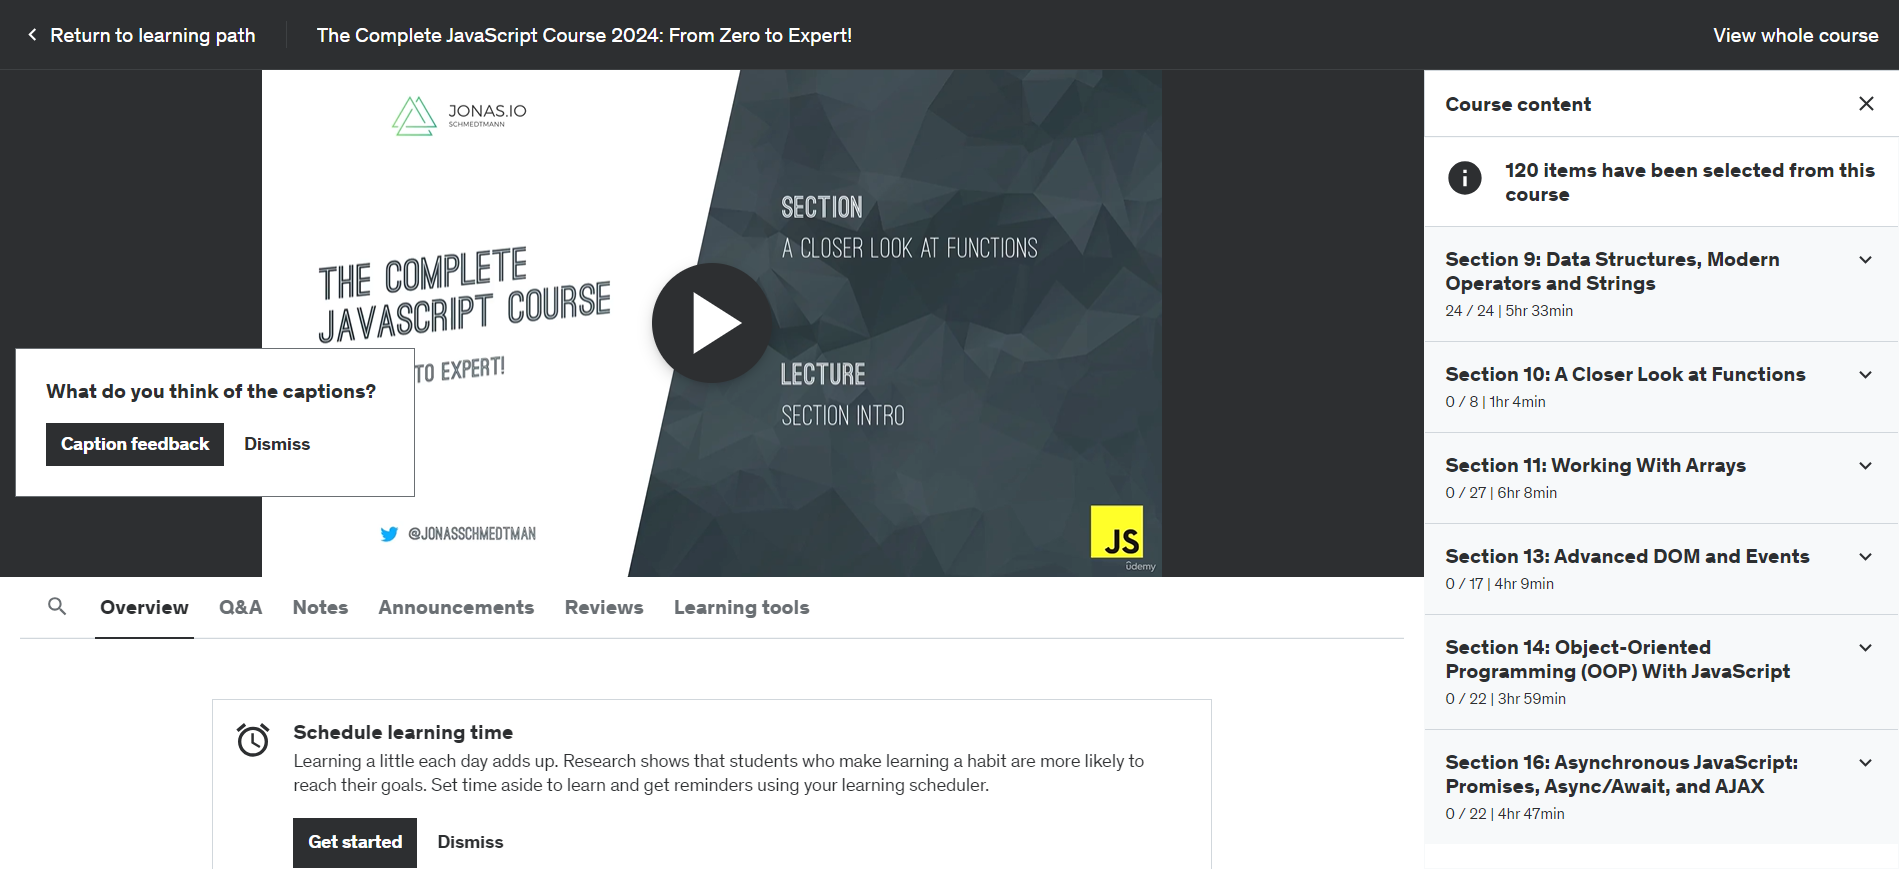 Return to learning path
The Complete JavaScript Course 2024: From Zero to Expert!
View whole course
JONAS.IO
SCHMEDTMANN
THE COMPLETE
JAVASCRIPT COURSE
TO EXPERT!
@JONASSCHMEDTMAN
SECTION
A CLOSER LOOK AT FUNCTIONS
LECTURE
SECTION INTRO
JS
ûdemy
What do you think of the captions?
Caption feedback
Dismiss
Overview
Q&A
Notes
Announcements
Reviews
Learning tools
Schedule learning time
Learning a little each day adds up. Research shows that students who make learning a habit are more likely to
reach their goals. Set time aside to learn and get reminders using your learning scheduler.
Get started
Dismiss
Course content
120 items have been selected from this
course
Section 9: Data Structures, Modern
Operators and Strings
24 / 24 | 5hr 33min
Section 10: A Closer Look at Functions
0 / 8 | 1hr 4min
Section 11: Working With Arrays
0 / 27 | 6hr 8min
Section 13: Advanced DOM and Events
0 / 17 | 4hr 9min
Section 14: Object-Oriented
Programming (OOP) With JavaScript
0 / 22 | 3hr 59min
Section 16: Asynchronous JavaScript:
Promises, Async/Await, and AJAX
0 / 22 | 4hr 47min